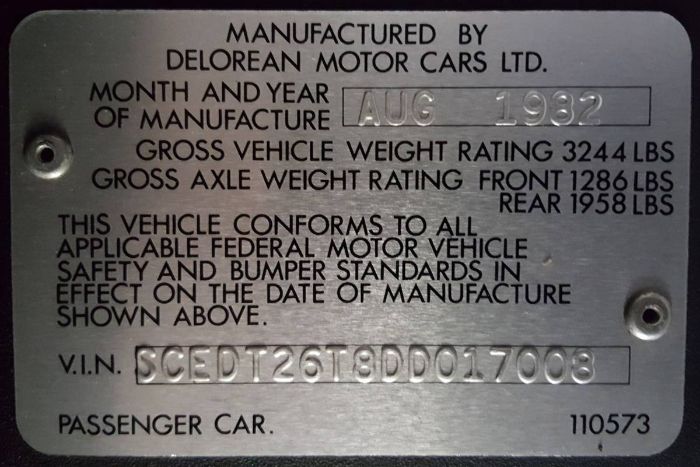 MANUFACTURED BY
DELOREAN MOTOR CARS LTD.
MONTH AND YEAR
OF MANUFACTURE AUG 1982
GROSS VEHICLE WEIGHT RATING 3244 LBS
GROSS AXLE WEIGHT RATING FRONT 1286 LBS
REAR 1958 LBS
THIS VEHICLE CONFORMS TO ALL
APPLICABLE FEDERAL MOTOR VEHICLE
SAFETY AND BUMPER STANDARDS IN
EFFECT ON THE DATE OF MANUFACTURE
SHOWN ABOVE.
V.I.N. SCEDT26T8DD017008
PASSENGER CAR. 110573